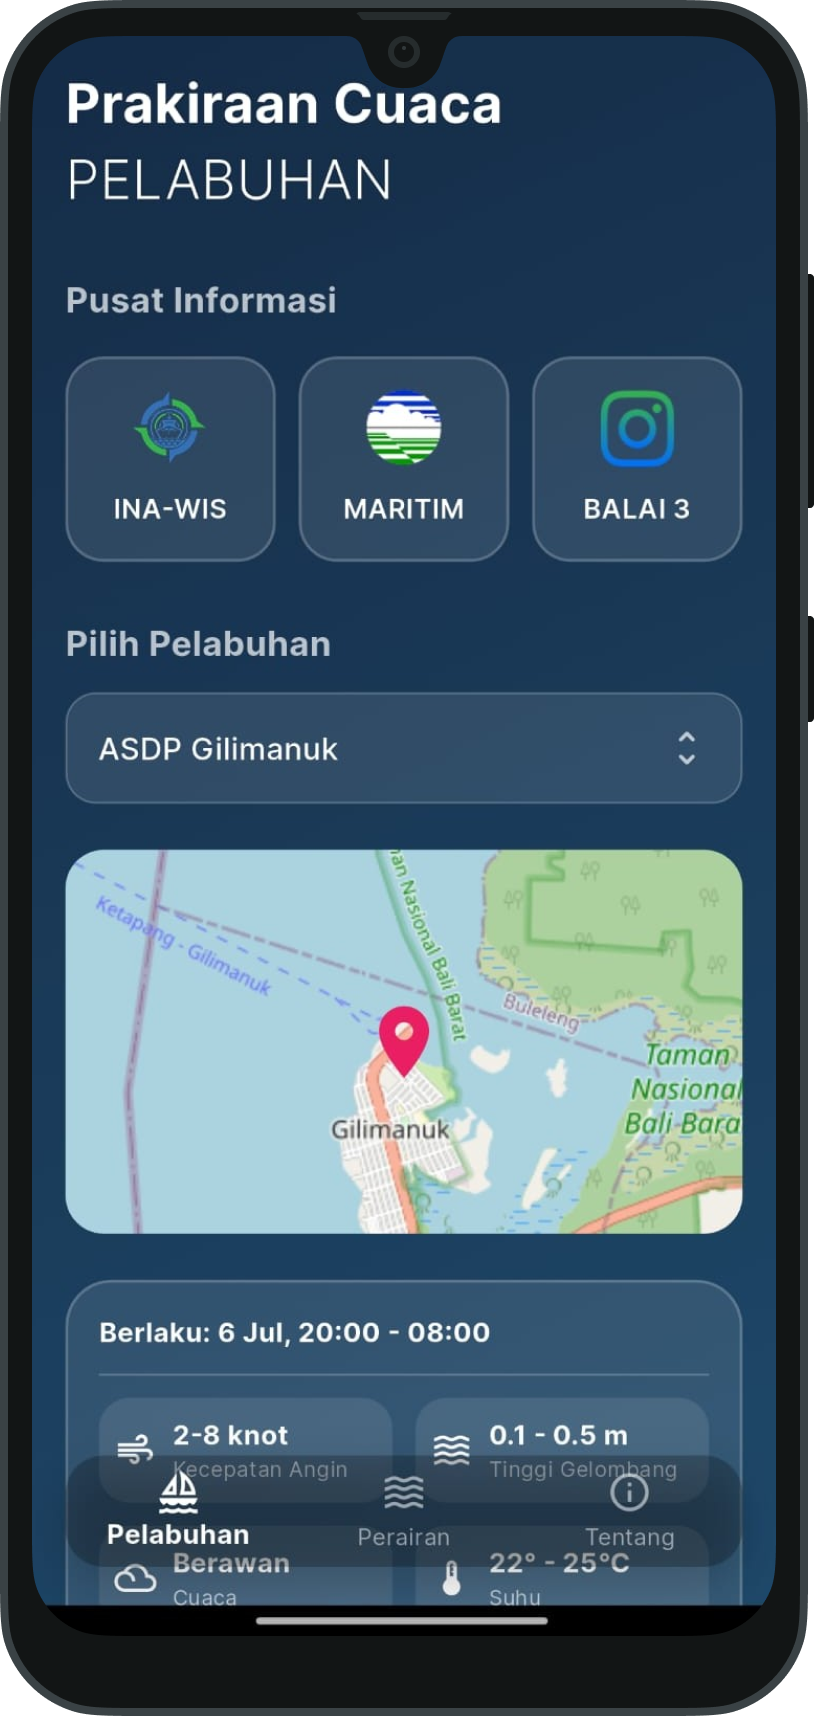 Prakiraan Cuaca
PELABUHAN
Pusat Informasi
INA-WIS
MARITIM
BALAI 3
Pilih Pelabuhan
ASDP Gilimanuk
Ketapang - Gilimanuk
an Nasional Bali Barat
Buleleng
Taman
Nasional
Bali Bara
Gilimanuk
Berlaku: 6 Jul, 20:00 - 08:00
2-8 knot
Kecepatan Angin
0.1 - 0.5 m
Tinggi Gelombang
Pelabuhan
Perairan
Tentang
Berawan
Cuaca
22° - 25°C
Suhu